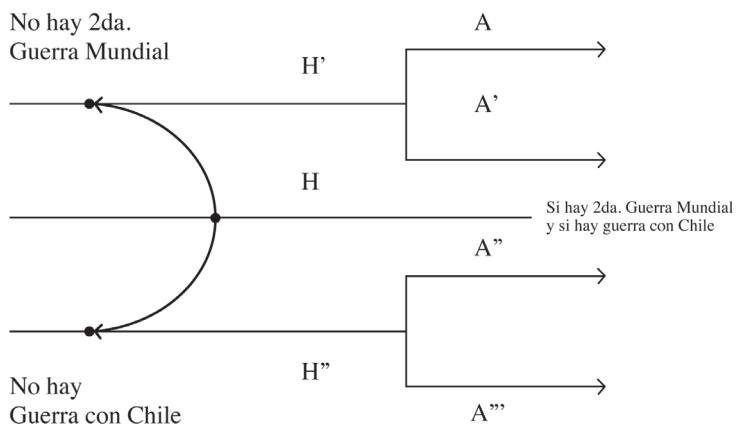 No hay 2da.
Guerra Mundial
A
H’
A’
H
Si hay 2da. Guerra Mundial
y si hay guerra con Chile
A”
H”
No hay
Guerra con Chile
A”’